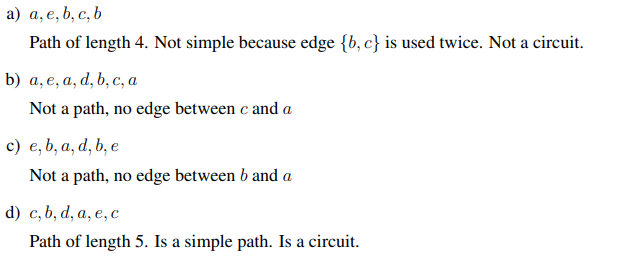 a) a, e, b, c, b
Path of length 4. Not simple because edge {b, c} is used twice. Not a circuit.
b) a, e, a, d, b, c, a
Not a path, no edge between c and a
c) e, b, a, d, b, e
Not a path, no edge between b and a
d) c, b, d, a, e, c
Path of length 5. Is a simple path. Is a circuit.